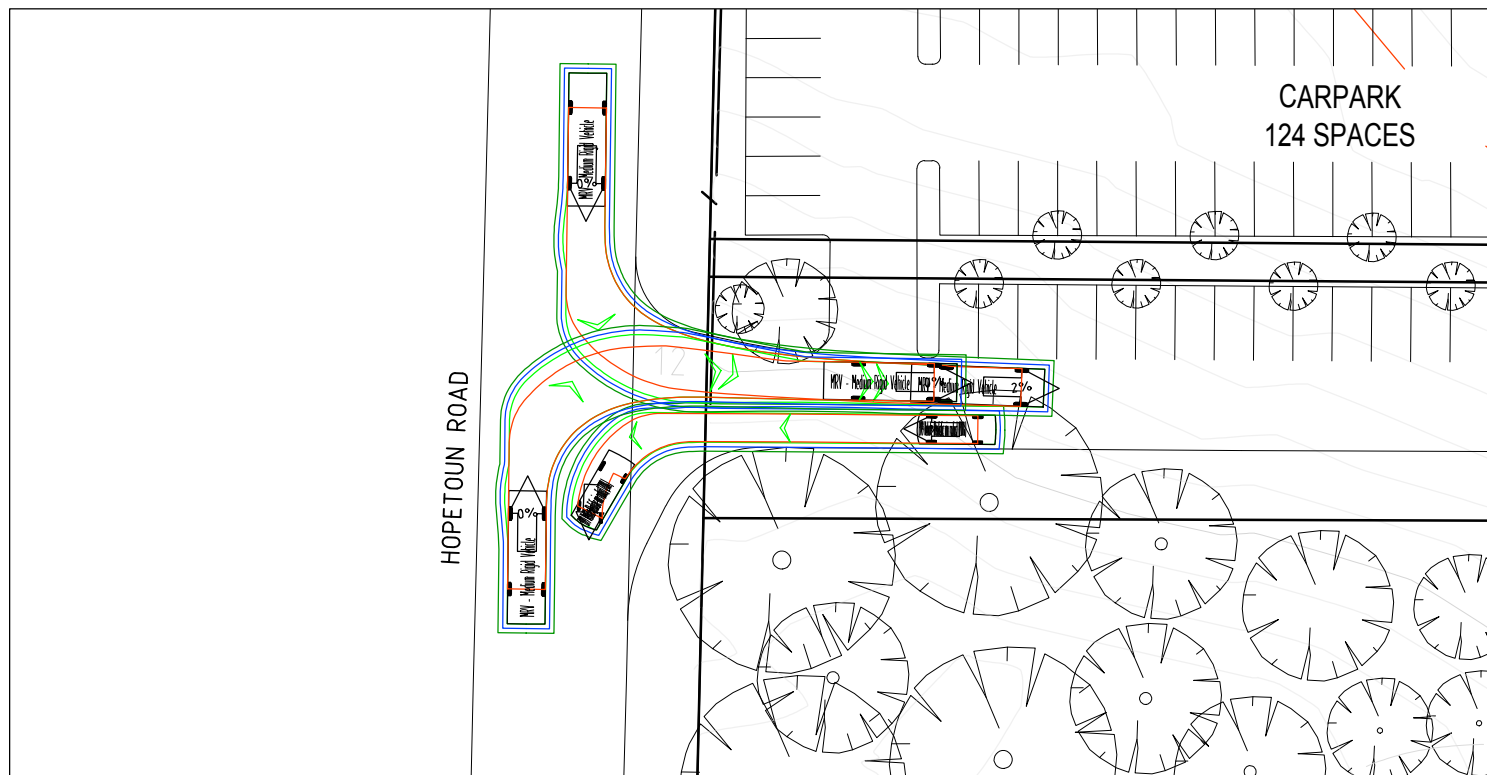 CARPARK
124 SPACES
MRV - Medium Rigid Vehicle
0%
12
MRV - Medium Rigid Vehicle
MRV - Medium Rigid Vehicle
2%
HOPETOUN ROAD
0%
MRV - Medium Rigid Vehicle